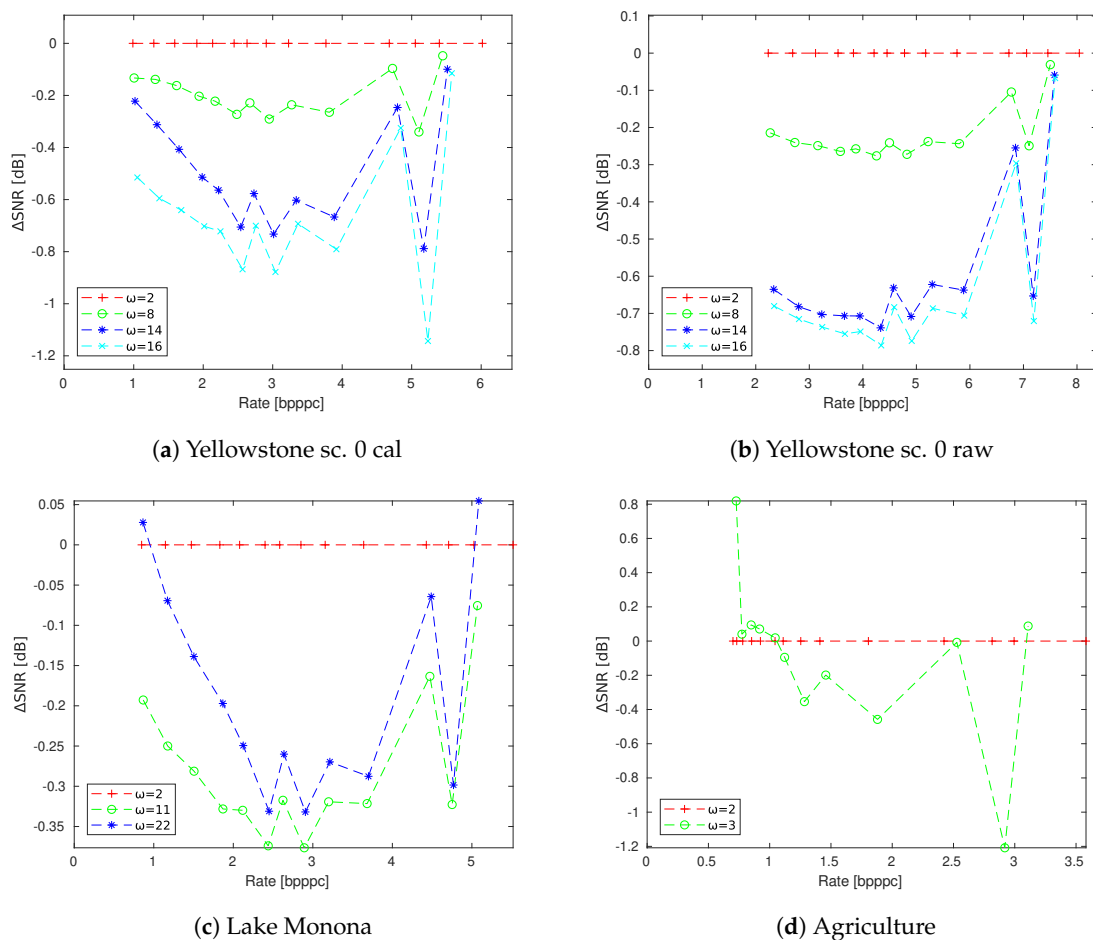 0
-0.2
-0.4
-0.6
-0.8
-1
-1.2
ΔSNR [dB]
ω=2
ω=8
ω=14
ω=16
0 1 2 3 4 5 6
Rate [bpppc]
(a) Yellowstone sc. 0 cal
0.1
0
-0.1
-0.2
-0.3
-0.4
-0.5
-0.6
-0.7
-0.8
ΔSNR [dB]
ω=2
ω=8
ω=14
ω=16
0 1 2 3 4 5 6 7 8
Rate [bpppc]
(b) Yellowstone sc. 0 raw
0.05
0
-0.05
-0.1
-0.15
-0.2
-0.25
-0.3
-0.35
ΔSNR [dB]
ω=2
ω=11
ω=22
0 1 2 3 4 5
Rate [bpppc]
(c) Lake Monona
0.8
0.6
0.4
0.2
0
-0.2
-0.4
-0.6
-0.8
-1
-1.2
ΔSNR [dB]
ω=2
ω=3
0 0.5 1 1.5 2 2.5 3 3.5
Rate [bpppc]
(d) Agriculture